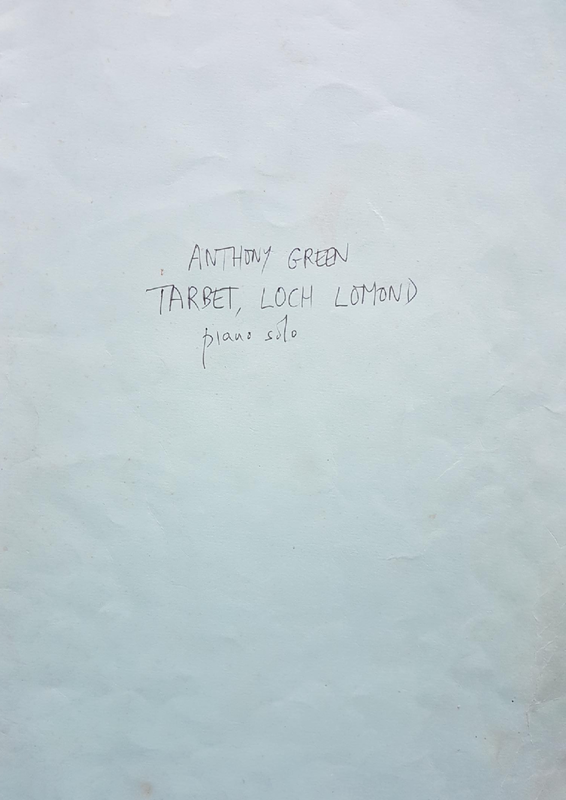 ANTHONY GREEN
TARBET, LOCH LOMOND
piano solo